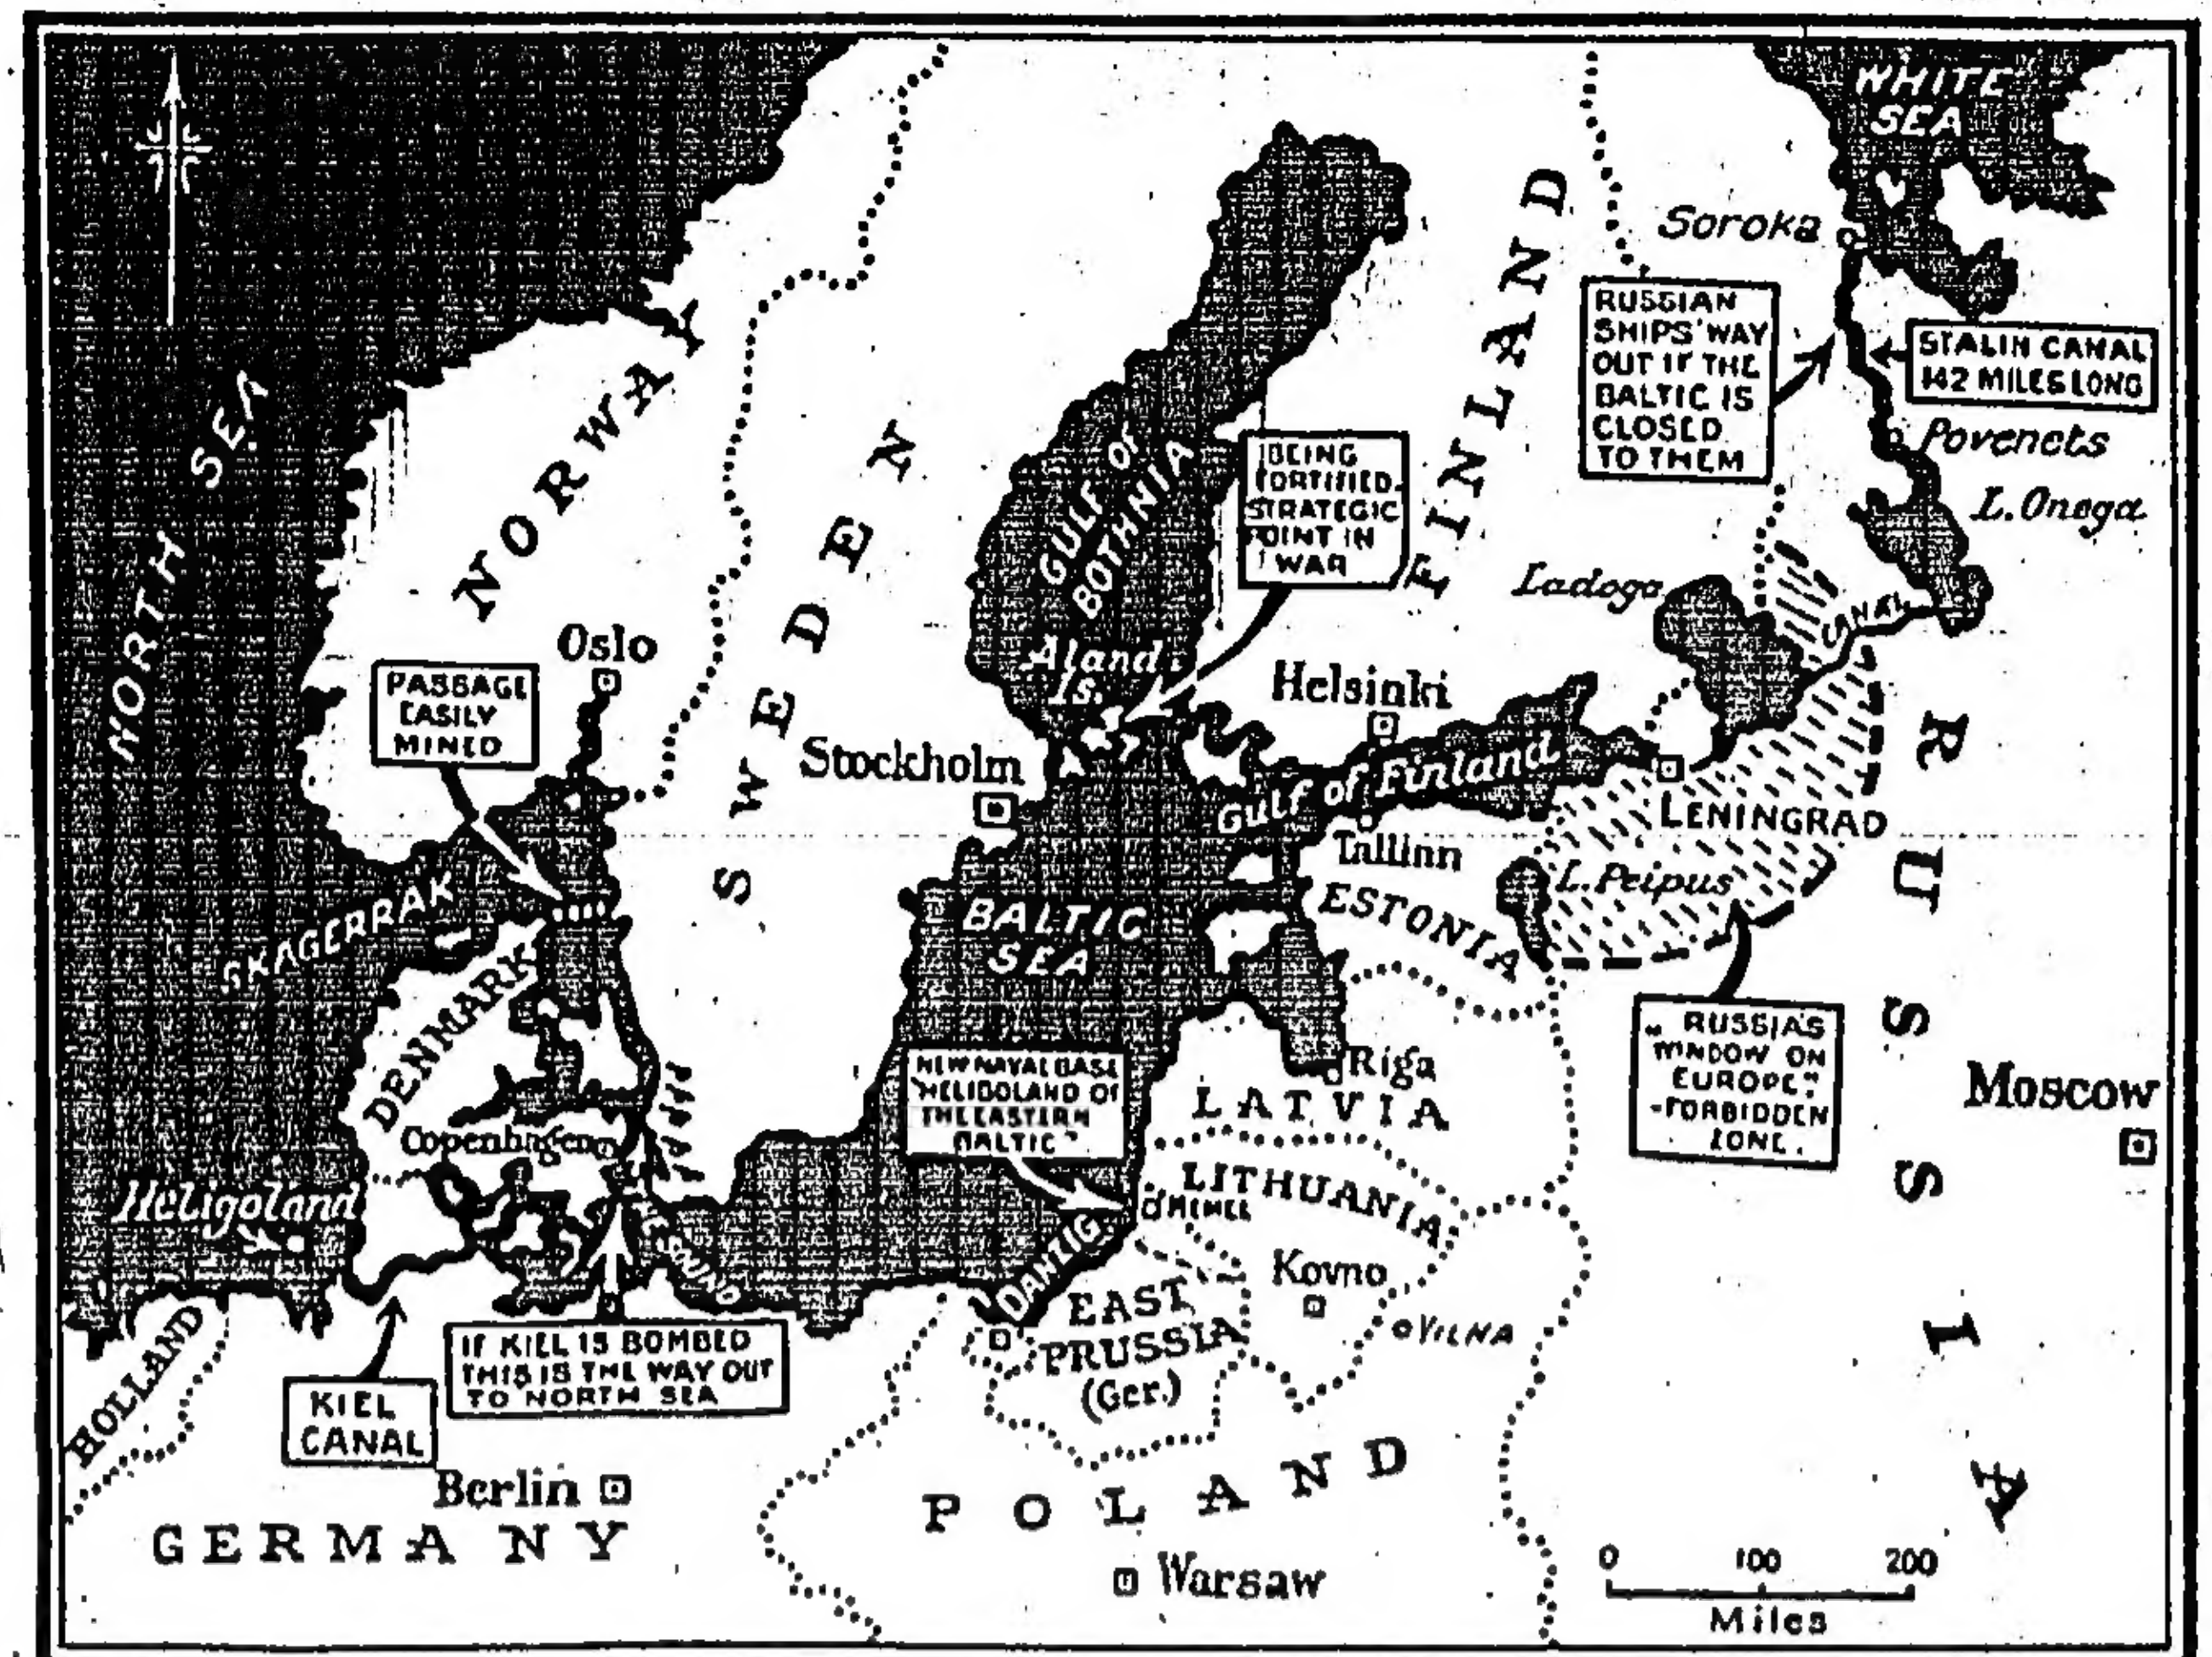 WHITE
SEA
Soroka
RUSSIAN
SHIPS' WAY
OUT IF THE
BALTIC IS
CLOSED
TO THEM
STALIN CANAL
142 MILES LONG
Povenets
L. Onega
NORTH SEA
NORWAY
SWEDEN
FINLAND
GULF OF
BOTHNIA
BEING
FORTIFIED.
STRATEGIC
POINT IN
WAR
Ladoga
CANAL
Oslo
PASSAGE
EASILY
MINED
Aland
Is.
Helsinki
Stockholm
Gulf of Finland
LENINGRAD
Tallinn
L. Peipus
ESTONIA
RUSSIA
SKAGERRAK
BALTIC
SEA
DENMARK
NEW NAVAL BASE
"HELIGOLAND OF
THE EASTERN
BALTIC"
Riga
LATVIA
"RUSSIA'S
WINDOW ON
EUROPE."
-FORBIDDEN
ZONE.
Moscow
Copenhagen
Heligoland
THE SOUND
LITHUANIA
MEMEL
DANZIG
EAST
PRUSSIA
(Ger.)
Kovno
VILNA
HOLLAND
KIEL
CANAL
IF KIEL IS BOMBED
THIS IS THE WAY OUT
TO NORTH SEA
Berlin
GERMANY
POLAND
Warsaw
0 100 200
Miles